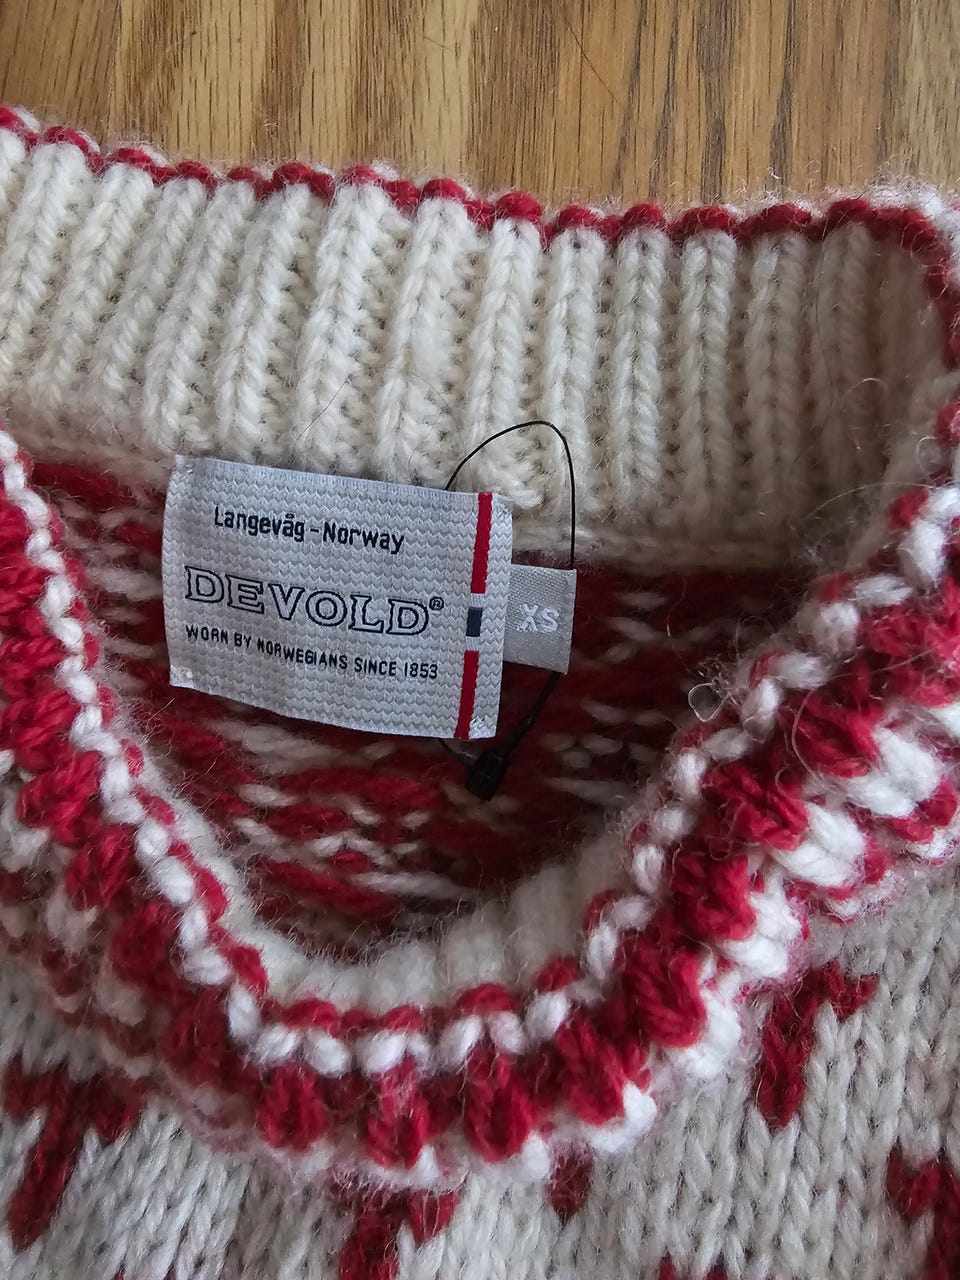 Langevåg - Norway
DEVOLD®
WORN BY NORWEGIANS SINCE 1853
XS